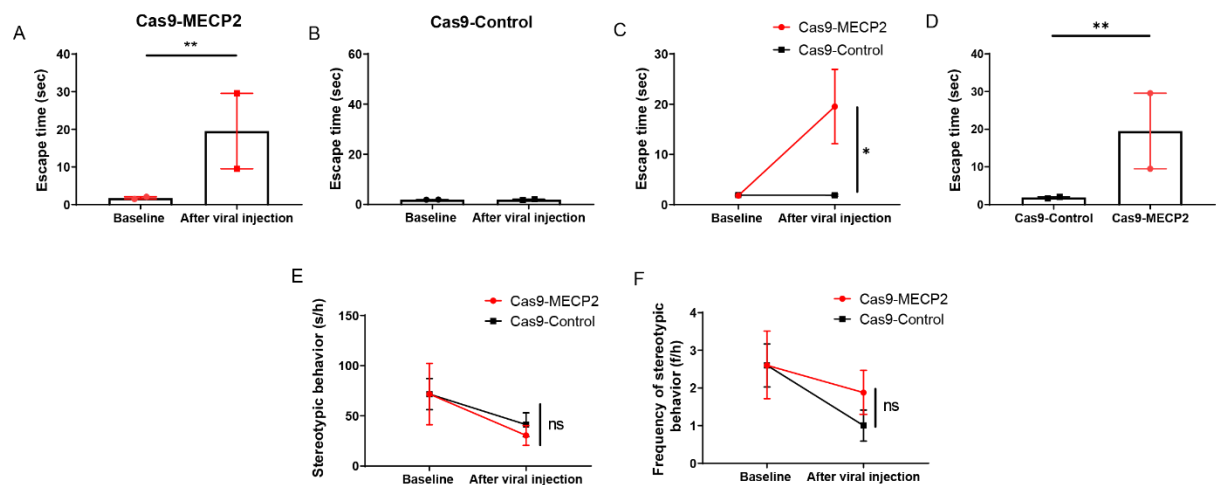 Cas9-MECP2
Cas9-Control
A
**
Escape time (sec)
40
30
20
10
0
Baseline
After viral injection
B
Escape time (sec)
60
40
20
0
Baseline
After viral injection
C
Cas9-MECP2
Cas9-Control
Escape time (sec)
30
20
10
0
*
Baseline
After viral injection
D
**
Escape time (sec)
40
30
20
10
0
Cas9-Control
Cas9-MECP2
E
Cas9-MECP2
Cas9-Control
Stereotypic behavior (s/h)
150
100
50
0
ns
Baseline
After viral injection
F
Cas9-MECP2
Cas9-Control
Frequency of stereotypic
behavior (f/h)
4
3
2
1
0
ns
Baseline
After viral injection